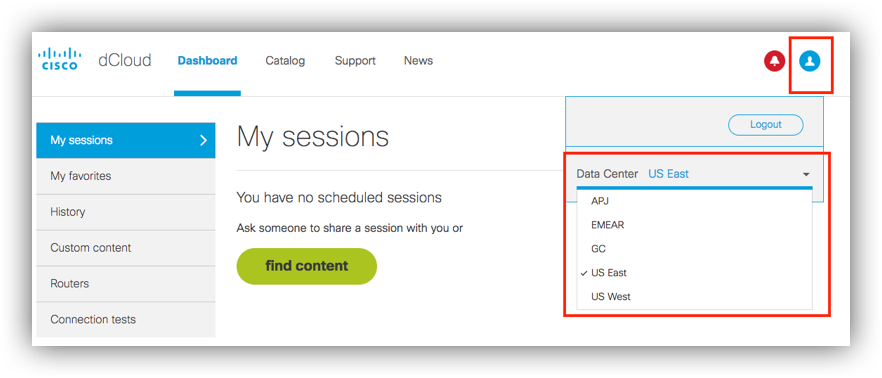 CISCO dCloud Dashboard Catalog Support News
Logout
My sessions
My favorites
History
Custom content
Routers
Connection tests
My sessions
You have no scheduled sessions
Ask someone to share a session with you or
find content
Data Center US East
APJ
EMEAR
GC
US East
US West